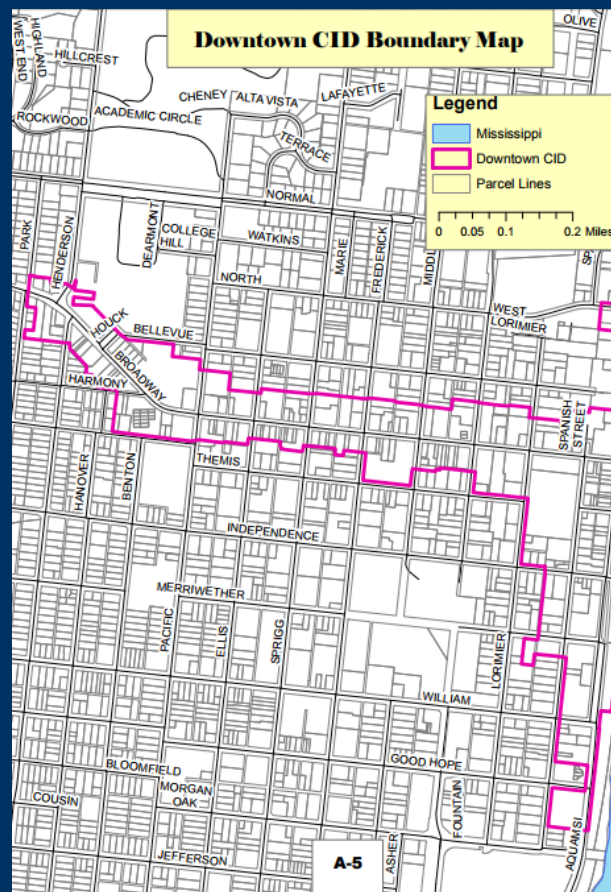 Downtown CID Boundary Map
OLIVE
HIGHLAND
WEST END
HILLCREST
CHENEY
ALTA VISTA
LAFAYETTE
Legend
Mississippi
Downtown CID
Parcel Lines
0 0.05 0.1 0.2 Miles
ROCKWOOD
ACADEMIC CIRCLE
TERRACE
NORMAL
PARK
HENDERSON
DEARMONT
COLLEGE
HILL
WATKINS
MARIE
FREDERICK
MIDD
NORTH
WEST
LORIMIER
HOUCK
BELLEVUE
BROADWAY
HARMONY
SPANISH
STREET
HANOVER
BENTON
THEMIS
INDEPENDENCE
MERRIWETHER
PACIFIC
ELLIS
SPRIGG
LORIMIER
WILLIAM
GOOD HOPE
BLOOMFIELD
MORGAN
OAK
COUSIN
FOUNTAIN
AQUAMSI
JEFFERSON
A-5
ASHER